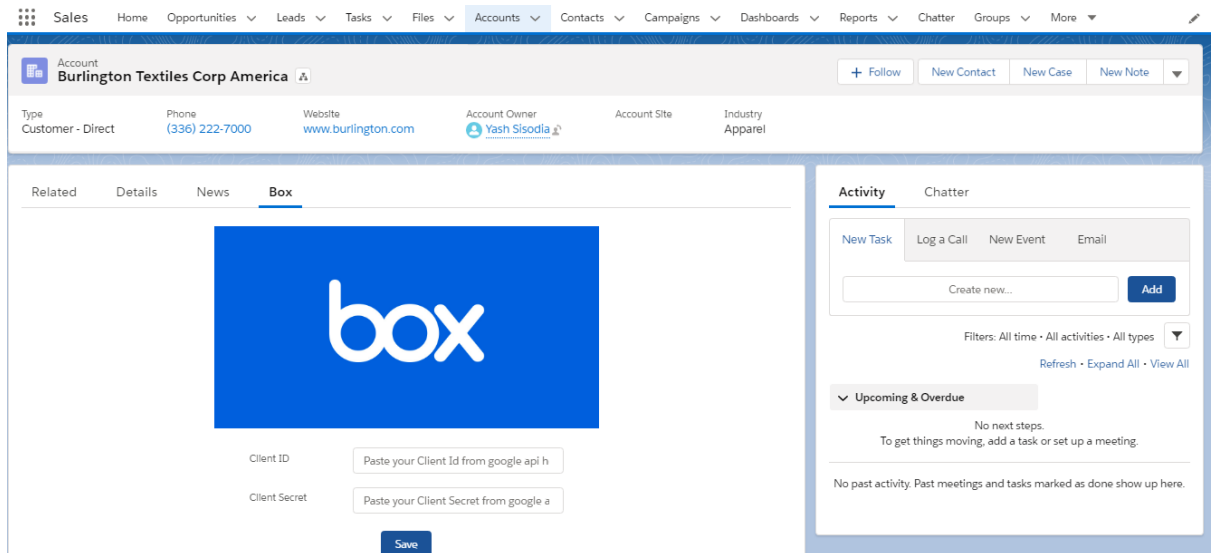 Sales Home Opportunities Leads Tasks Files Accounts Contacts Campaigns Dashboards Reports Chatter Groups More
Account
Burlington Textiles Corp America
+ Follow New Contact New Case New Note
Type Phone Website Account Owner Account Site Industry
Customer - Direct (336) 222-7000 www.burlington.com Yash Sisodia Apparel
Related Details News Box
box
Client ID Paste your Client Id from google api h
Client Secret Paste your Client Secret from google a
Save
Activity Chatter
New Task Log a Call New Event Email
Create new... Add
Filters: All time • All activities • All types
Refresh • Expand All • View All
Upcoming & Overdue
No next steps.
To get things moving, add a task or set up a meeting.
No past activity. Past meetings and tasks marked as done show up here.